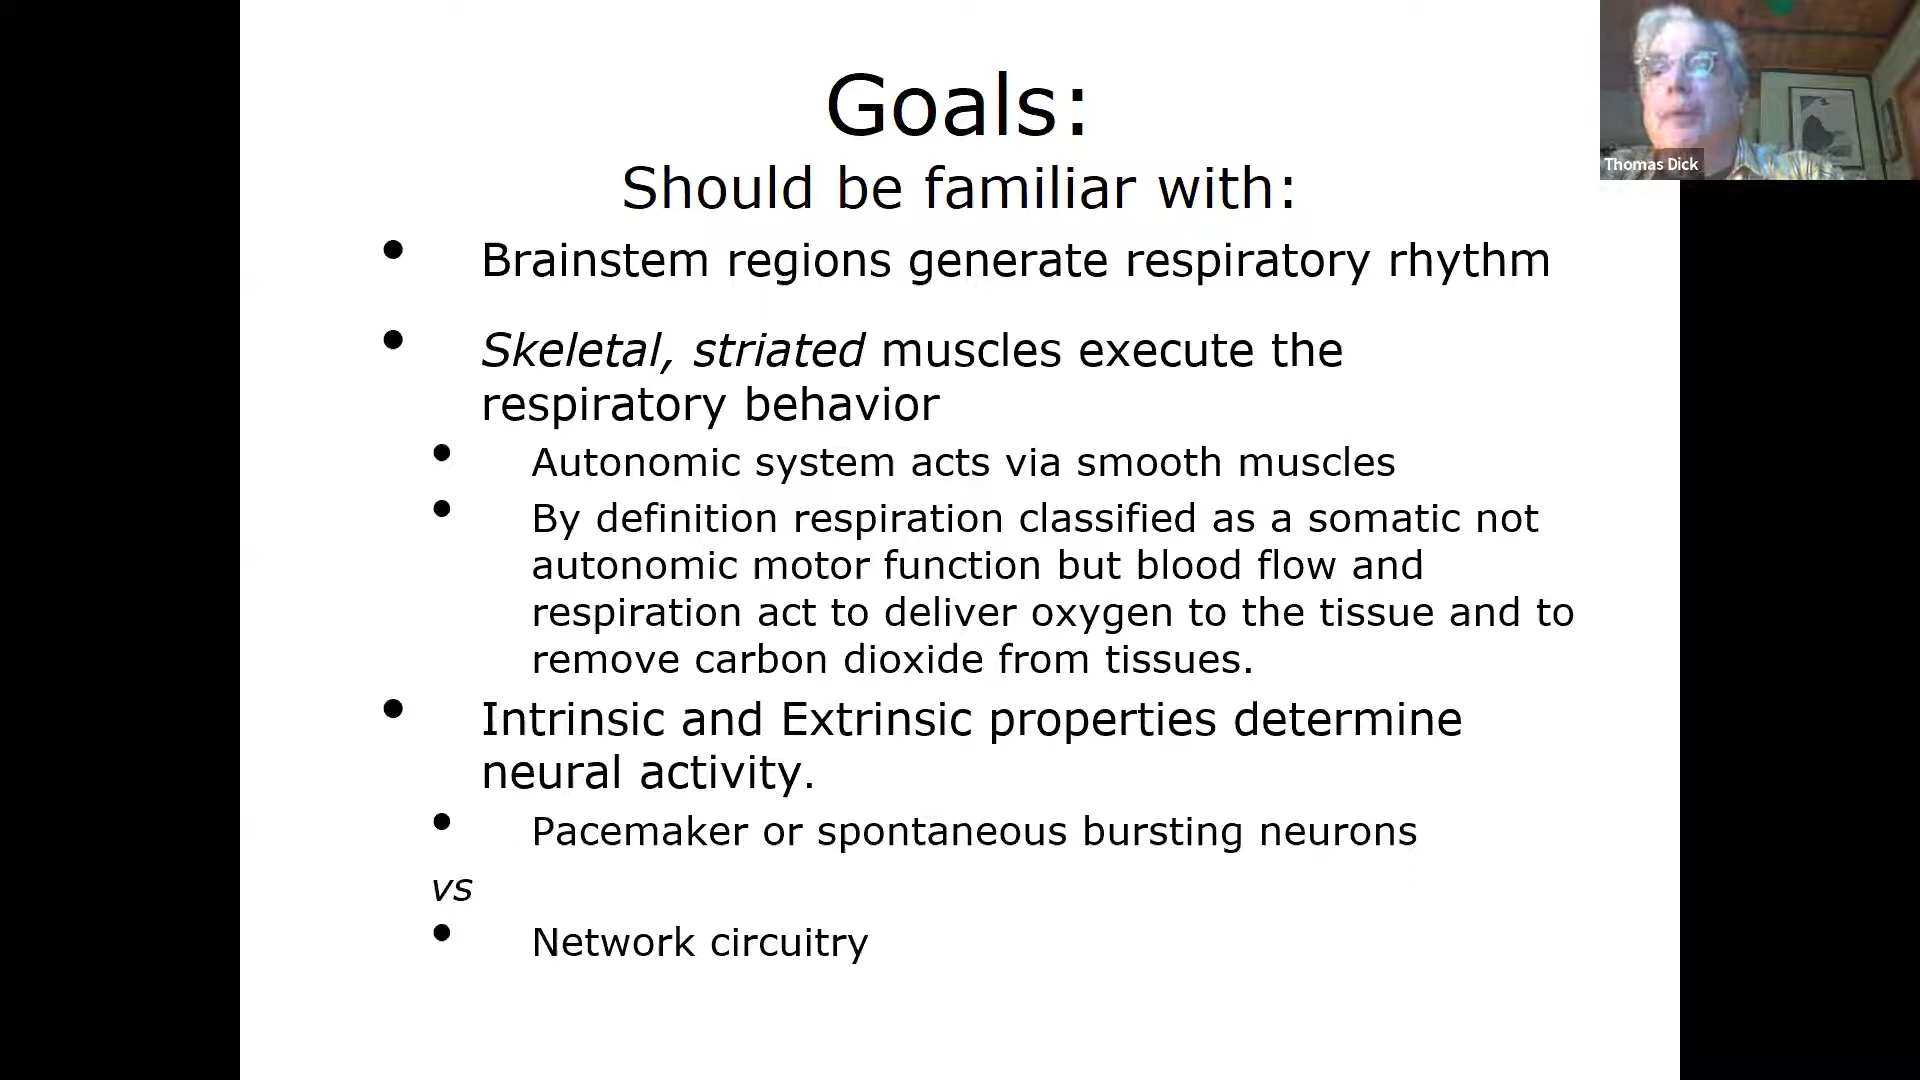 Goals:
Should be familiar with:
• Brainstem regions generate respiratory rhythm
• Skeletal, striated muscles execute the
respiratory behavior
• Autonomic system acts via smooth muscles
• By definition respiration classified as a somatic not
autonomic motor function but blood flow and
respiration act to deliver oxygen to the tissue and to
remove carbon dioxide from tissues.
• Intrinsic and Extrinsic properties determine
neural activity.
• Pacemaker or spontaneous bursting neurons
vs
• Network circuitry
Thomas Dick